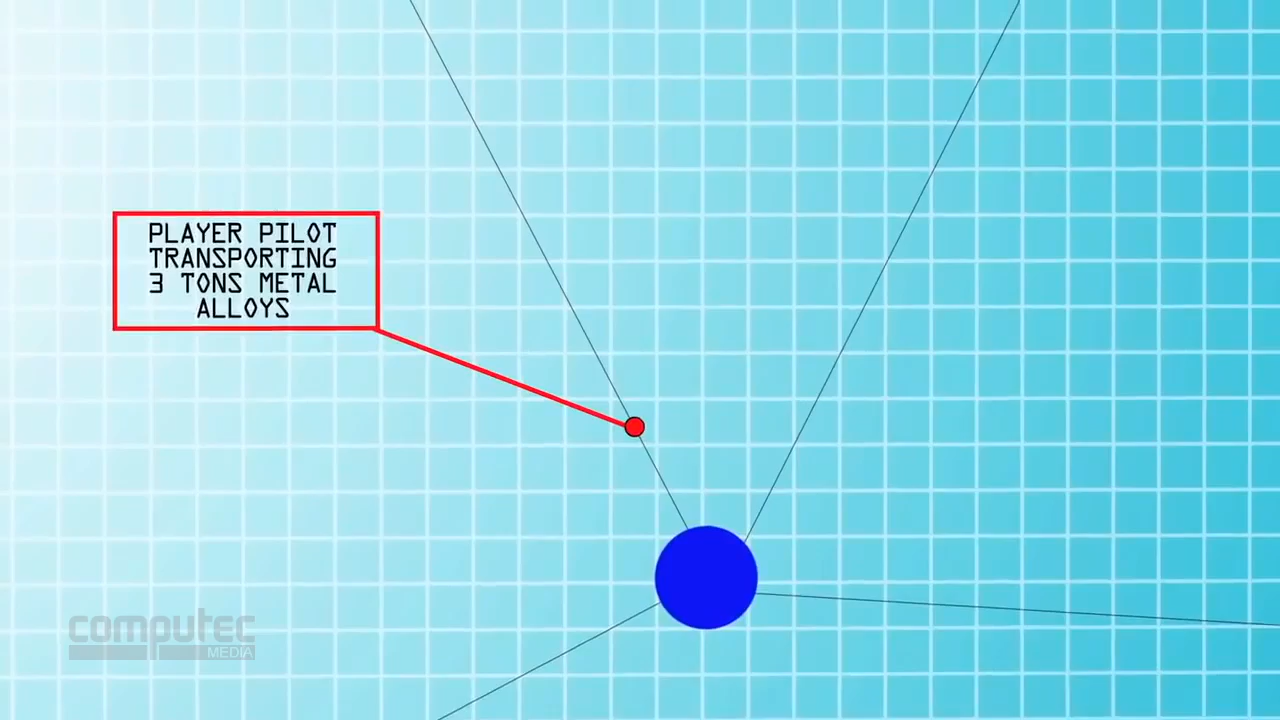 PLAYER PILOT
TRANSPORTING
3 TONS METAL
ALLOYS
computec
MEDIA